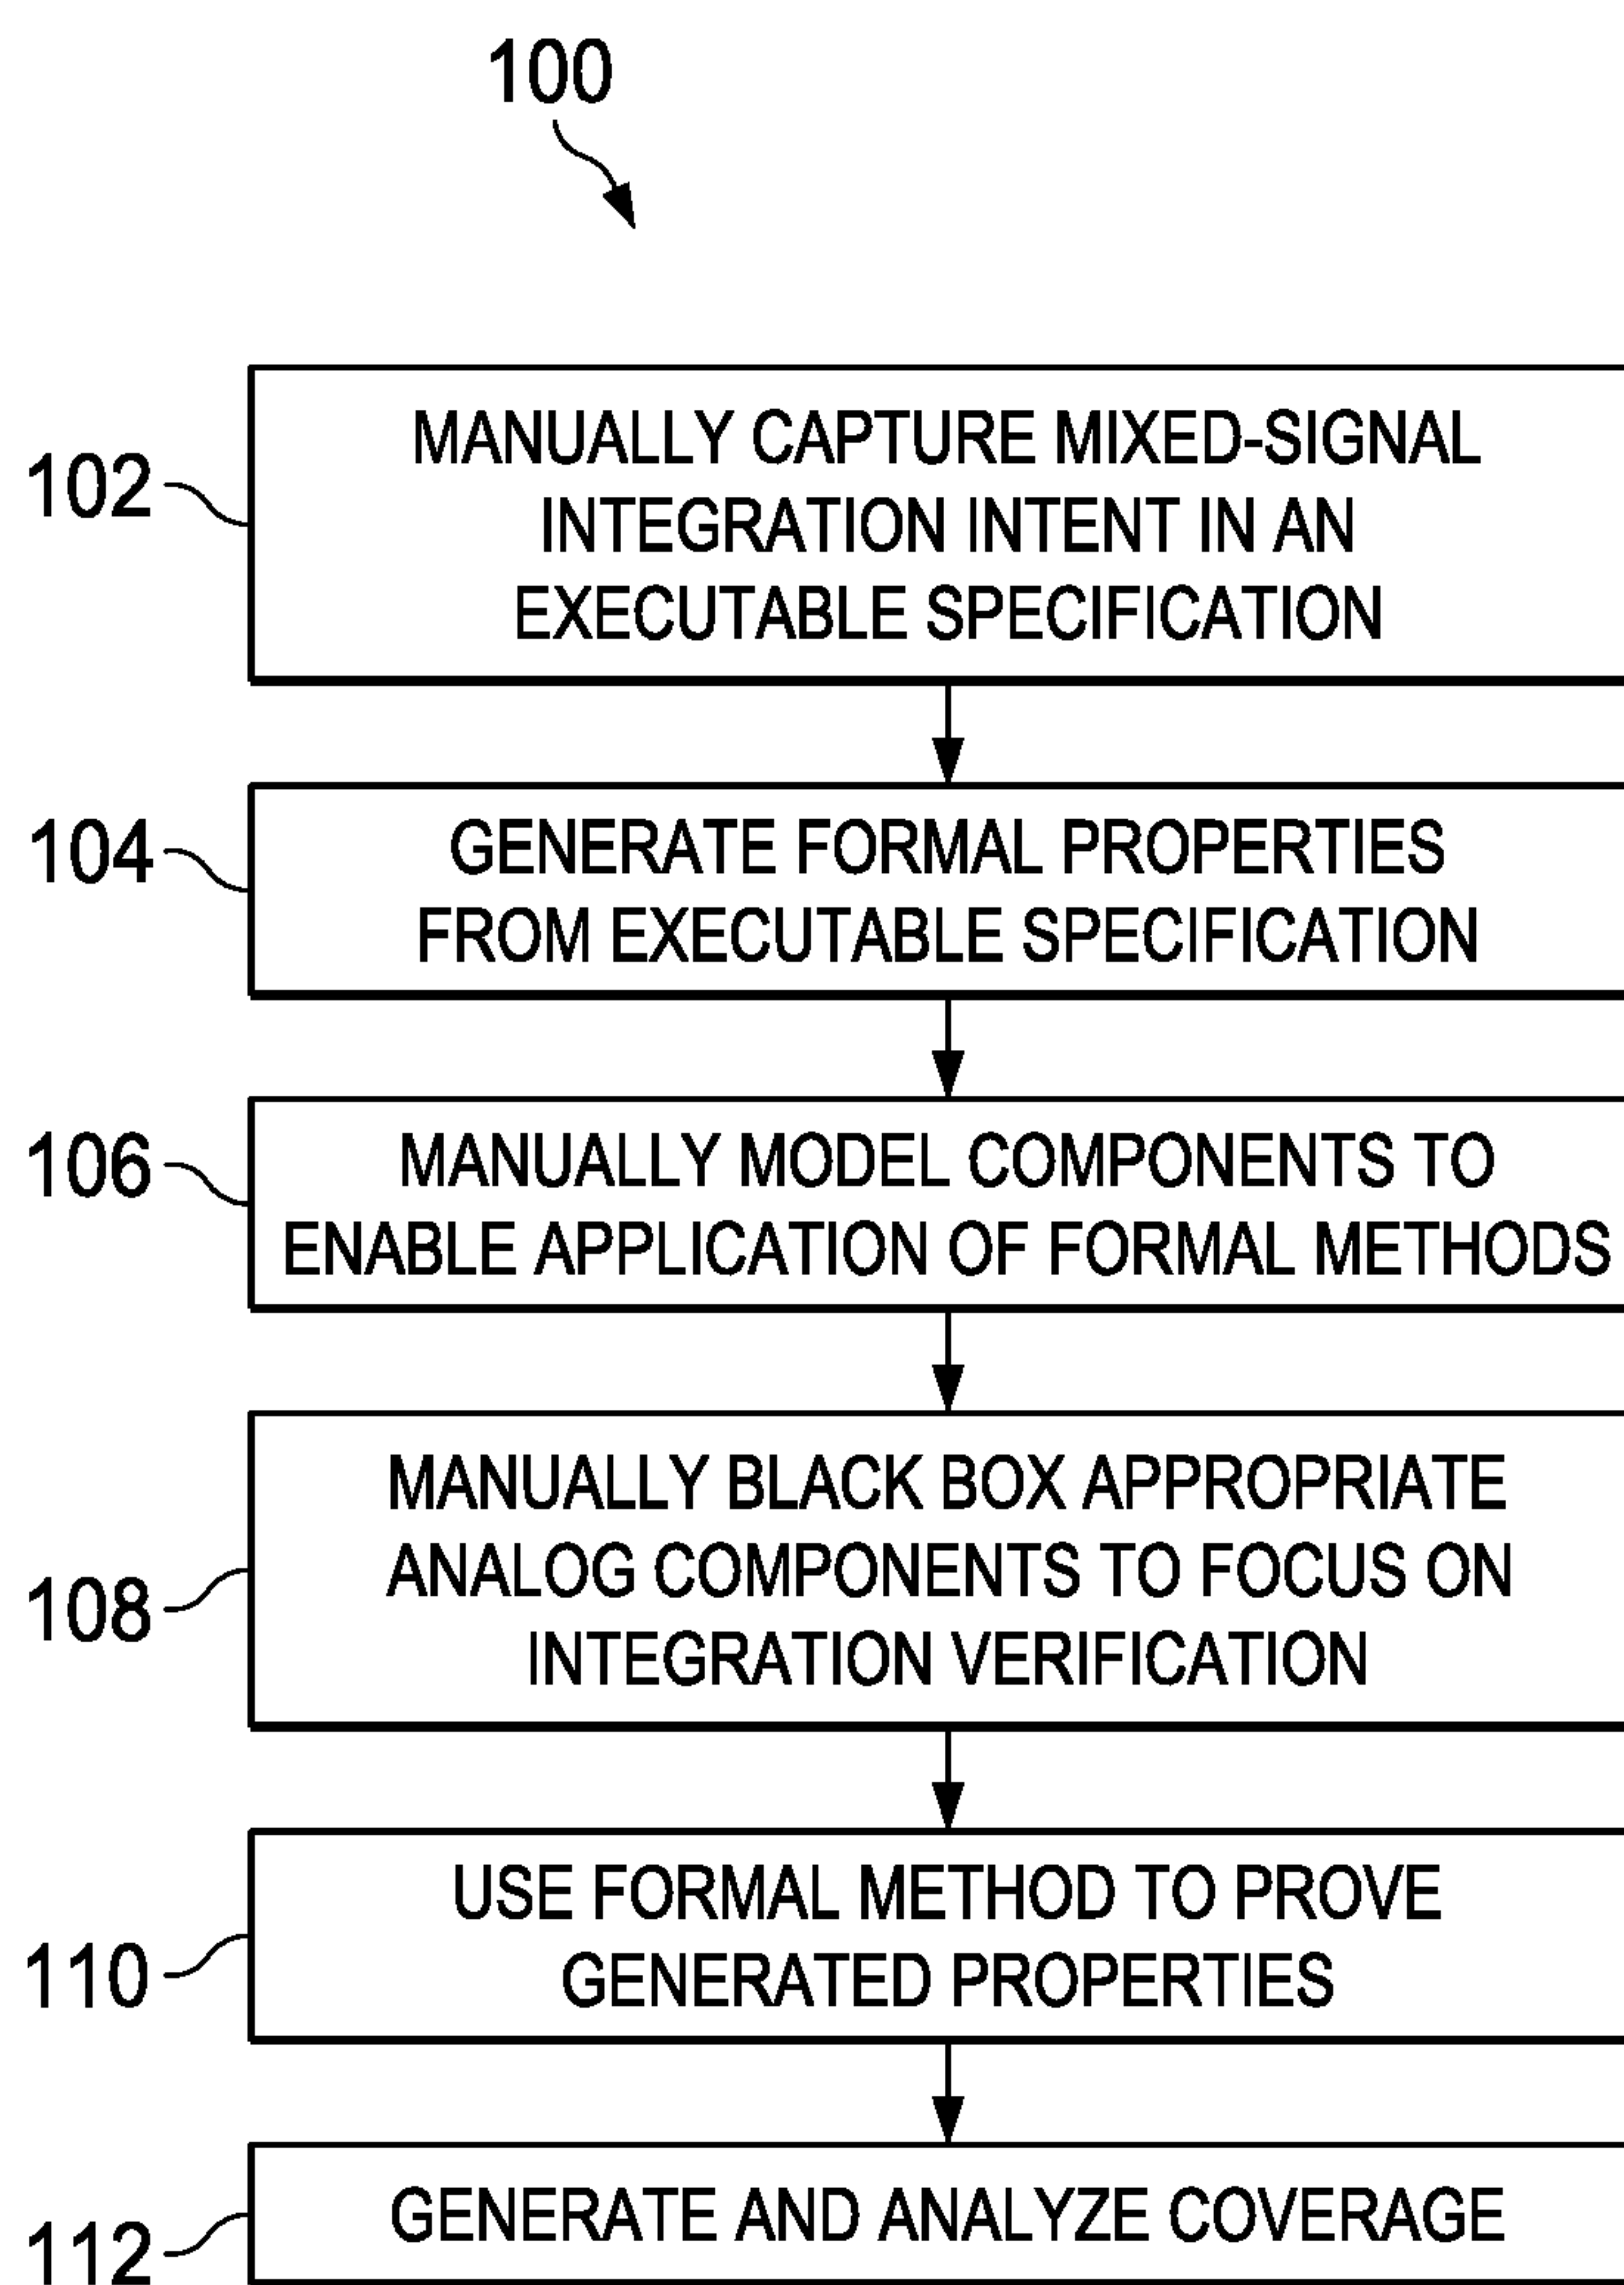 100
102
MANUALLY CAPTURE MIXED-SIGNAL
INTEGRATION INTENT IN AN
EXECUTABLE SPECIFICATION
104
GENERATE FORMAL PROPERTIES
FROM EXECUTABLE SPECIFICATION
106
MANUALLY MODEL COMPONENTS TO
ENABLE APPLICATION OF FORMAL METHODS
108
MANUALLY BLACK BOX APPROPRIATE
ANALOG COMPONENTS TO FOCUS ON
INTEGRATION VERIFICATION
110
USE FORMAL METHOD TO PROVE
GENERATED PROPERTIES
112
GENERATE AND ANALYZE COVERAGE